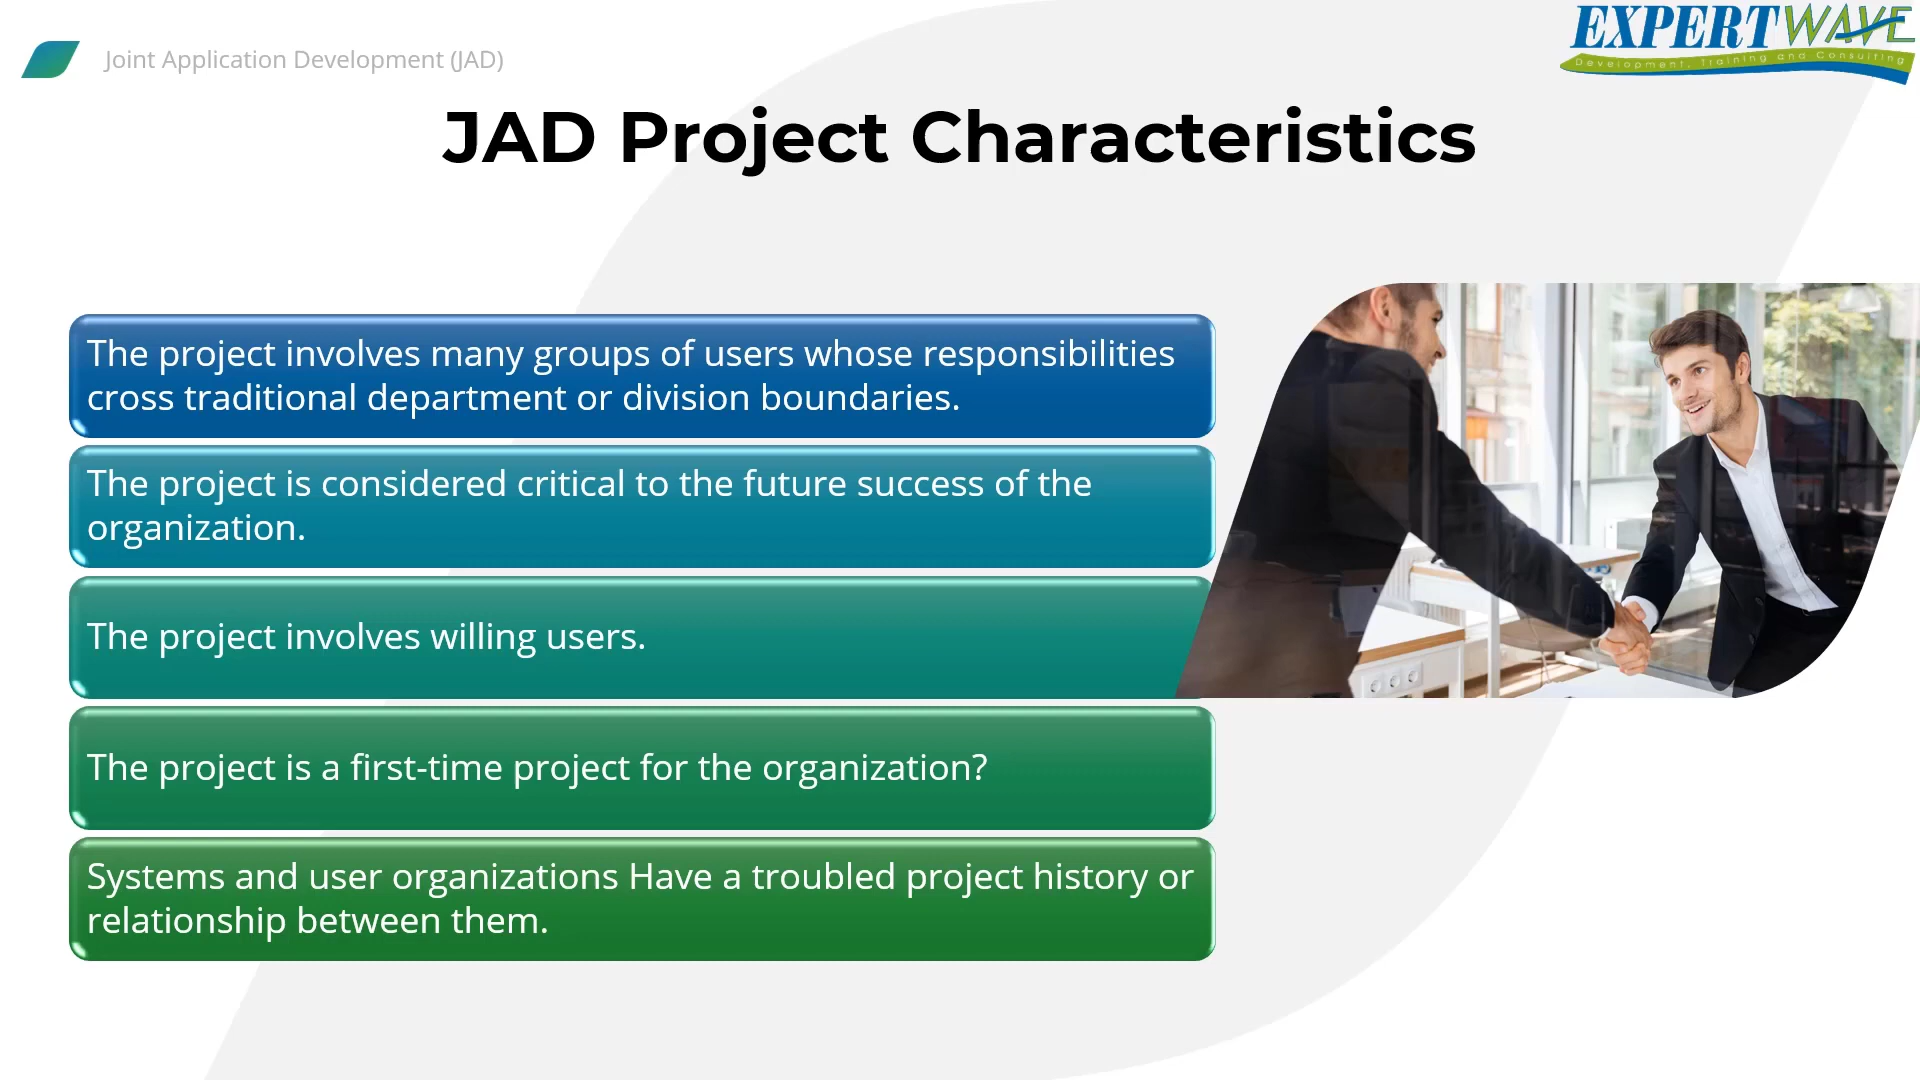 Joint Application Development (JAD)
EXPERTWAVE
Development, Training and Consulting
JAD Project Characteristics
The project involves many groups of users whose responsibilities
cross traditional department or division boundaries.
The project is considered critical to the future success of the
organization.
The project involves willing users.
The project is a first-time project for the organization?
Systems and user organizations Have a troubled project history or
relationship between them.